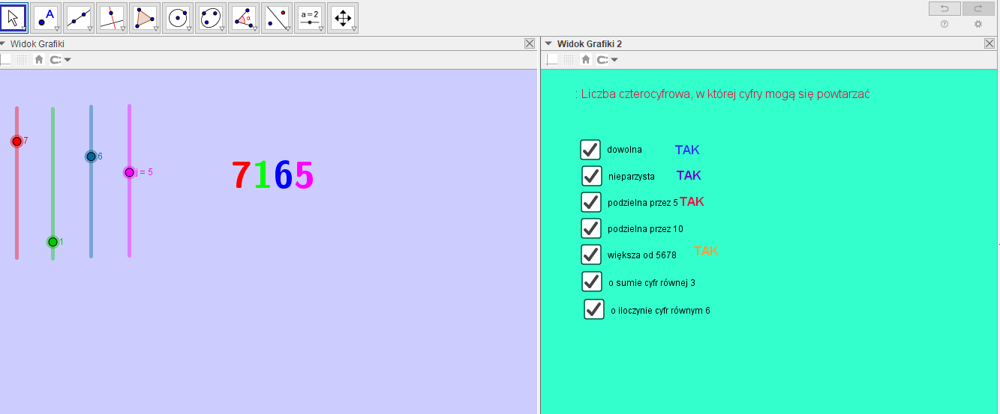 A
α
a = 2
Widok Grafiki
Widok Grafiki 2
7
1
6
j = 5
7165
: Liczba czterocyfrowa, w której cyfry mogą się powtarzać
dowolna TAK
nieparzysta TAK
podzielna przez 5 TAK
podzielna przez 10
większa od 5678 TAK
o sumie cyfr równej 3
o iloczynie cyfr równym 6